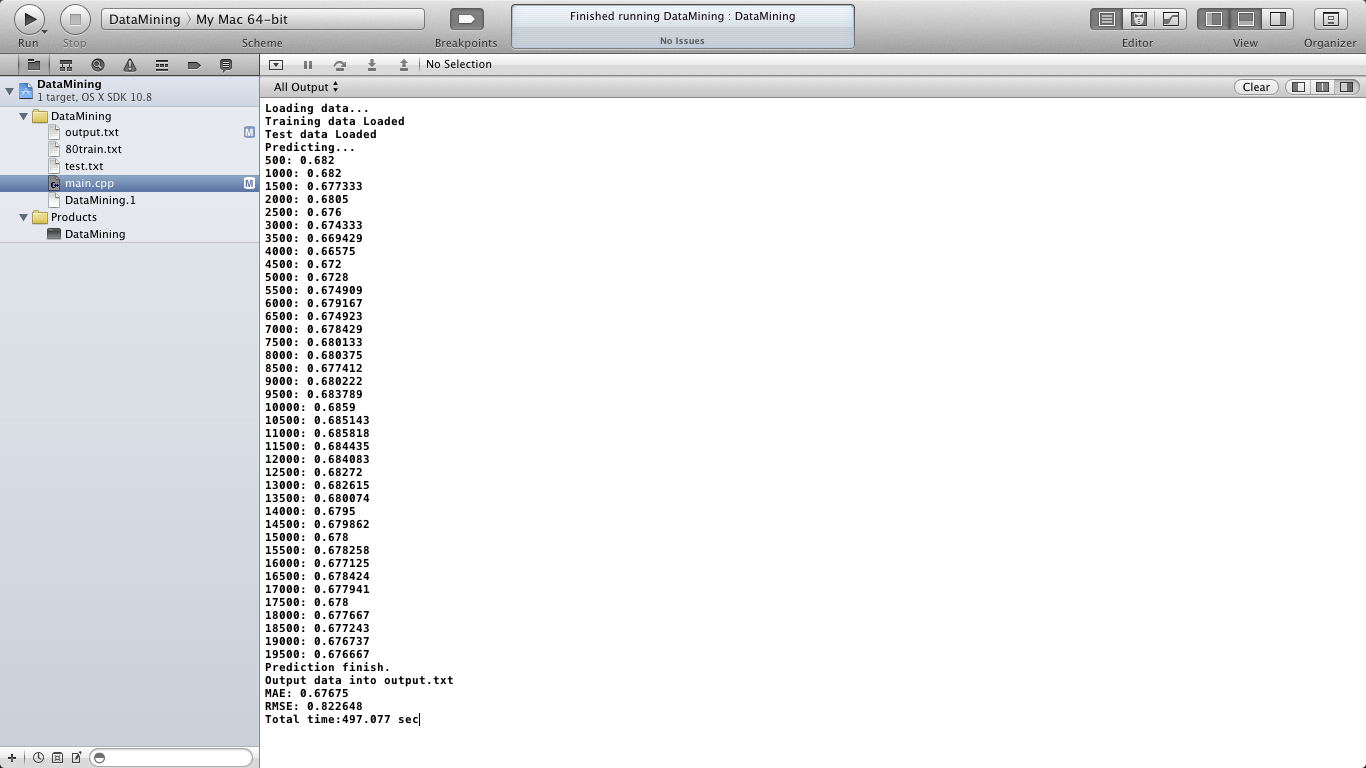 DataMining 〉 My Mac 64-bit
Finished running DataMining : DataMining
No Issues
Run
Stop
Scheme
Breakpoints
Editor
View
Organizer
No Selection
DataMining
1 target, OS X SDK 10.8
DataMining
output.txt
M
80train.txt
test.txt
main.cpp
M
DataMining.1
Products
DataMining
All Output
Clear
Loading data...
Training data Loaded
Test data Loaded
Predicting...
500: 0.682
1000: 0.682
1500: 0.677333
2000: 0.6805
2500: 0.676
3000: 0.674333
3500: 0.669429
4000: 0.66575
4500: 0.672
5000: 0.6728
5500: 0.674909
6000: 0.679167
6500: 0.674923
7000: 0.678429
7500: 0.680133
8000: 0.680375
8500: 0.677412
9000: 0.680222
9500: 0.683789
10000: 0.6859
10500: 0.685143
11000: 0.685818
11500: 0.684435
12000: 0.684083
12500: 0.68272
13000: 0.682615
13500: 0.680074
14000: 0.6795
14500: 0.679862
15000: 0.678
15500: 0.678258
16000: 0.677125
16500: 0.678424
17000: 0.677941
17500: 0.678
18000: 0.677667
18500: 0.677243
19000: 0.676737
19500: 0.676667
Prediction finish.
Output data into output.txt
MAE: 0.67675
RMSE: 0.822648
Total time:497.077 sec